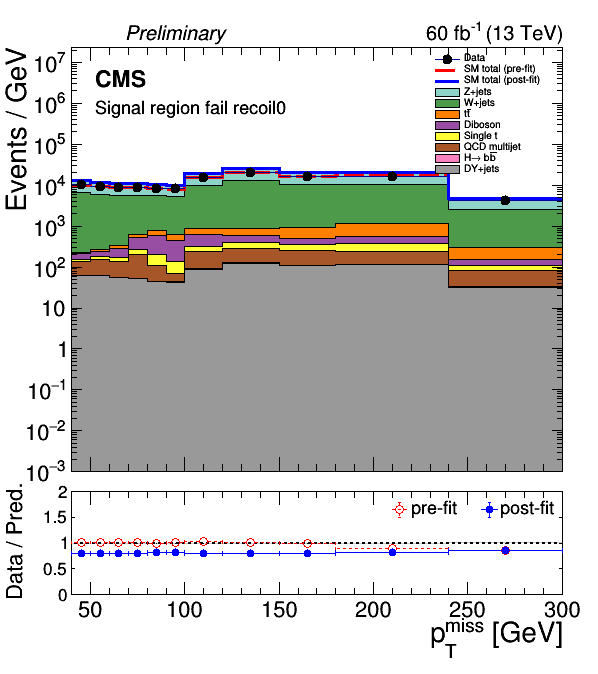 Preliminary
60 fb⁻¹ (13 TeV)
CMS
Signal region fail recoil0
Events / GeV
10⁷
10⁶
10⁵
10⁴
10³
10²
10
1
10⁻¹
10⁻²
10⁻³
Data
SM total (pre-fit)
SM total (post-fit)
Z+jets
W+jets
tt̅
Diboson
Single t
QCD multijet
H→ bb̅
DY+jets
Data / Pred.
2
1.5
1
0.5
0
pre-fit
post-fit
50 100 150 200 250 300
p_T^miss [GeV]